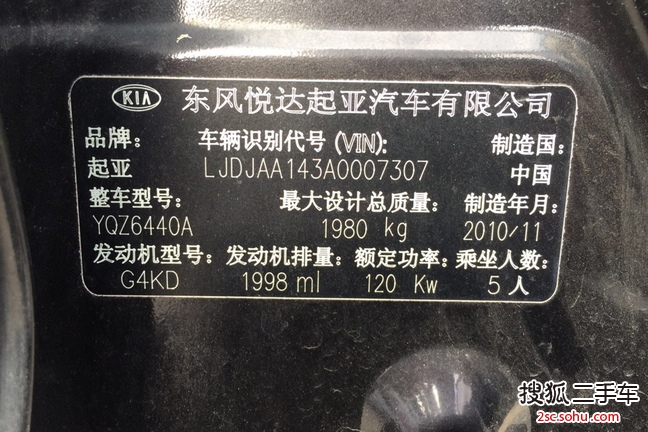 KIA 东风悦达起亚汽车有限公司
品牌: 车辆识别代号(VIN): 制造国:
起亚 LJDJAA143A0007307 中国
整车型号: 最大设计总质量: 制造年月:
YQZ6440A 1980 kg 2010/11
发动机型号: 发动机排量: 额定功率: 乘坐人数:
G4KD 1998 ml 120 Kw 5人
搜狐 二手车
2sc.sohu.com